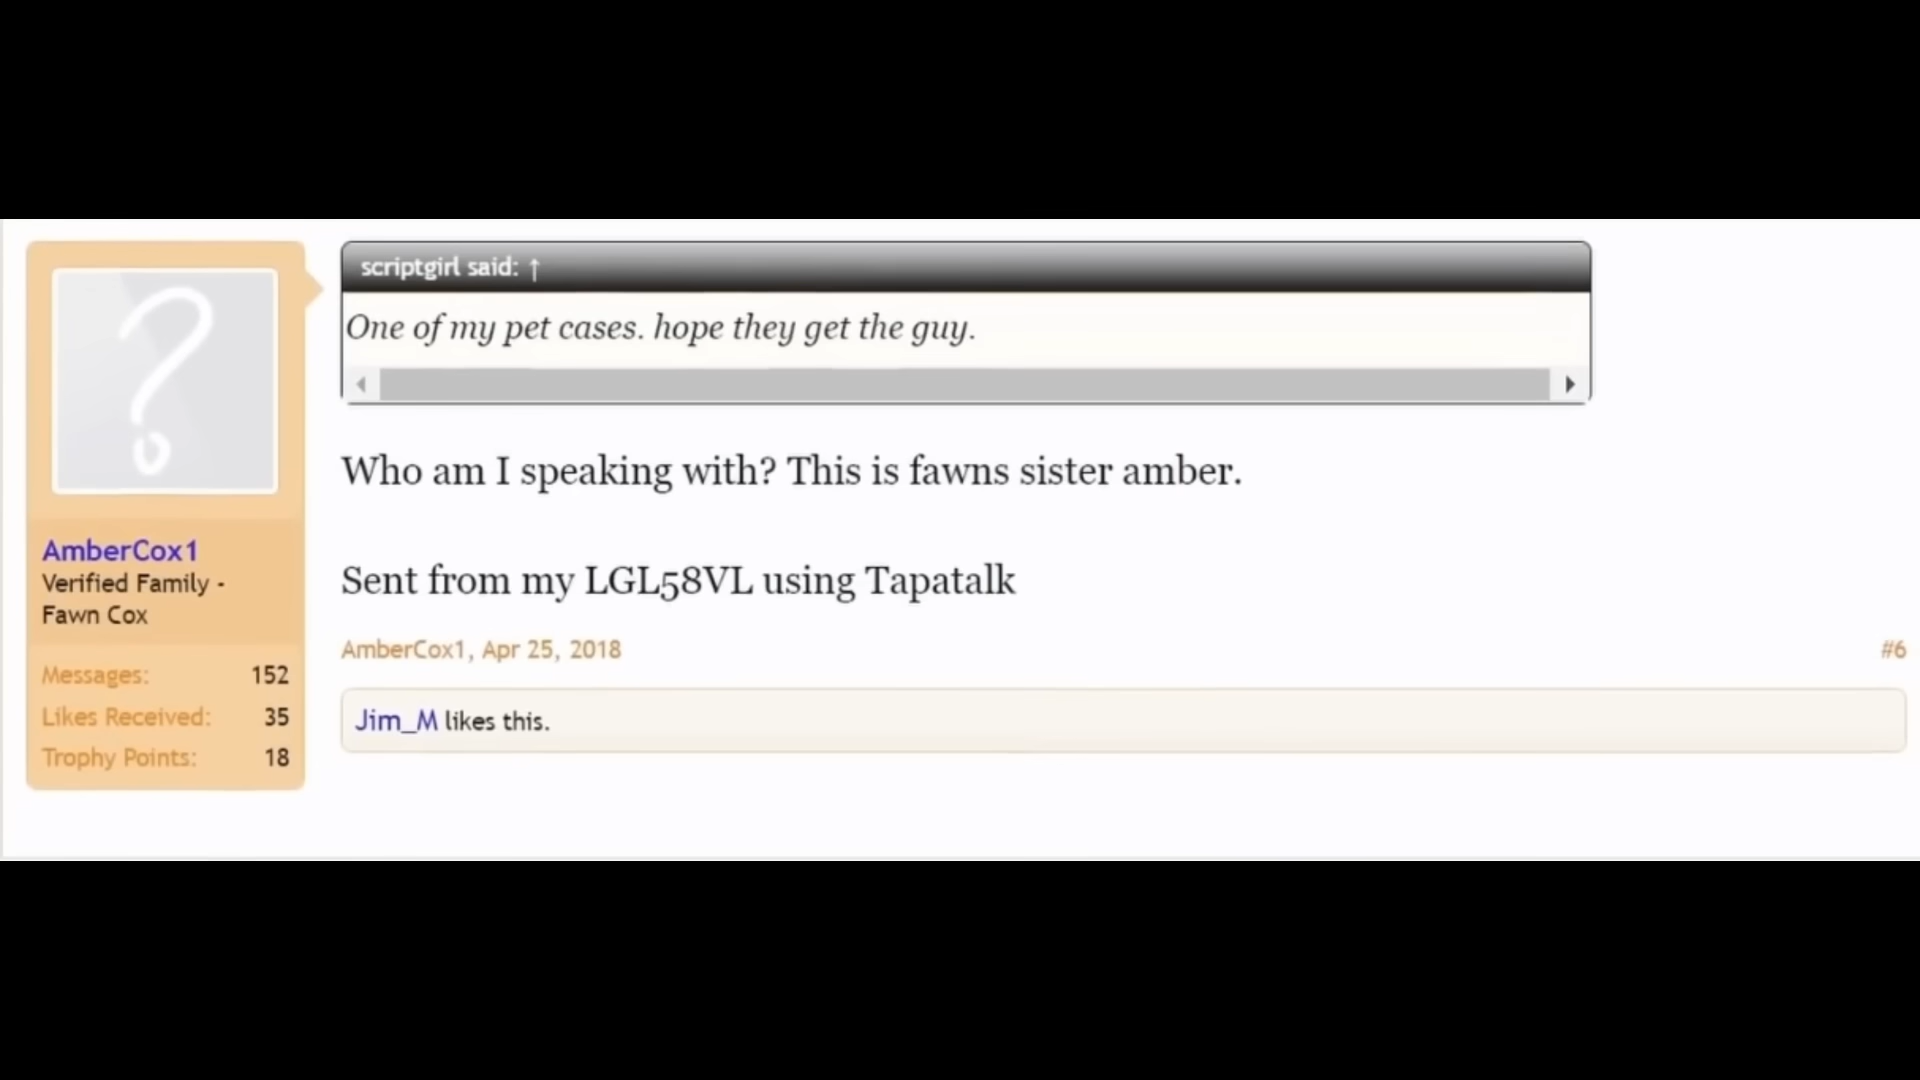 scriptgirl said: ↑
One of my pet cases. hope they get the guy.
Who am I speaking with? This is fawns sister amber.
Sent from my LGL58VL using Tapatalk
AmberCox1, Apr 25, 2018
#6
Jim_M likes this.
AmberCox1
Verified Family -
Fawn Cox
Messages: 152
Likes Received: 35
Trophy Points: 18